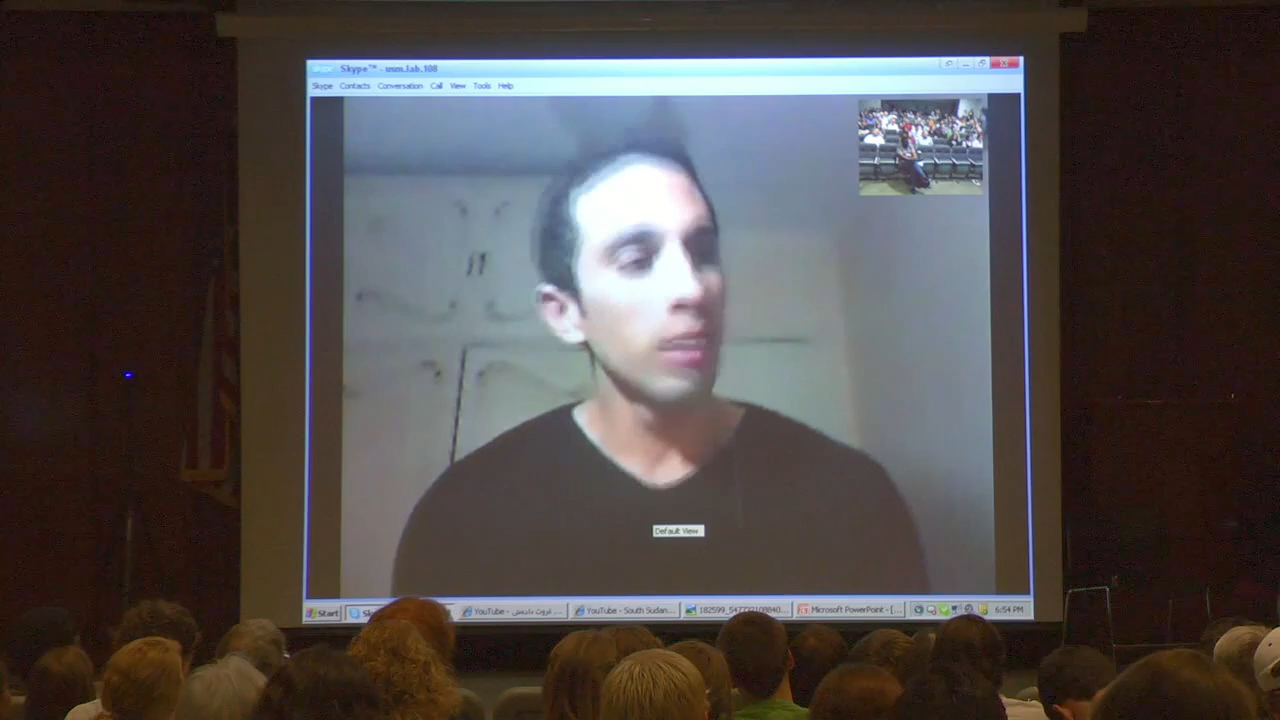 Skype™ - usm.lab.108
Skype Contacts Conversation Call View Tools Help
Default View
Start
YouTube -
YouTube - South Sudan...
Microsoft PowerPoint - [...
6:54 PM